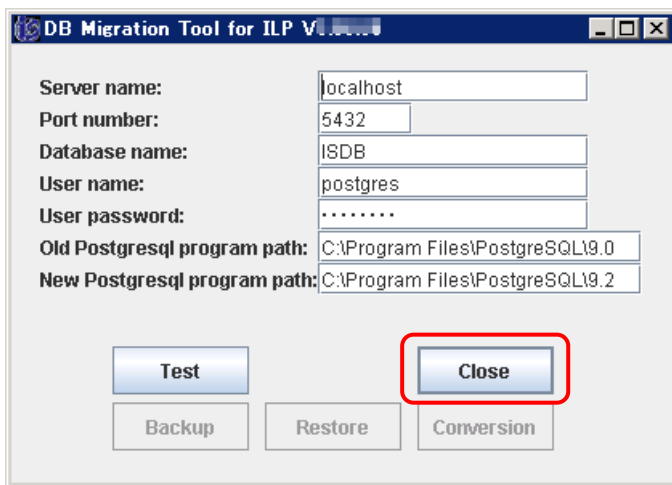 DB Migration Tool for ILP
Server name: localhost
Port number: 5432
Database name: ISDB
User name: postgres
User password: ········
Old Postgresql program path: C:\Program Files\PostgreSQL\9.0
New Postgresql program path: C:\Program Files\PostgreSQL\9.2
Test Close
Backup Restore Conversion